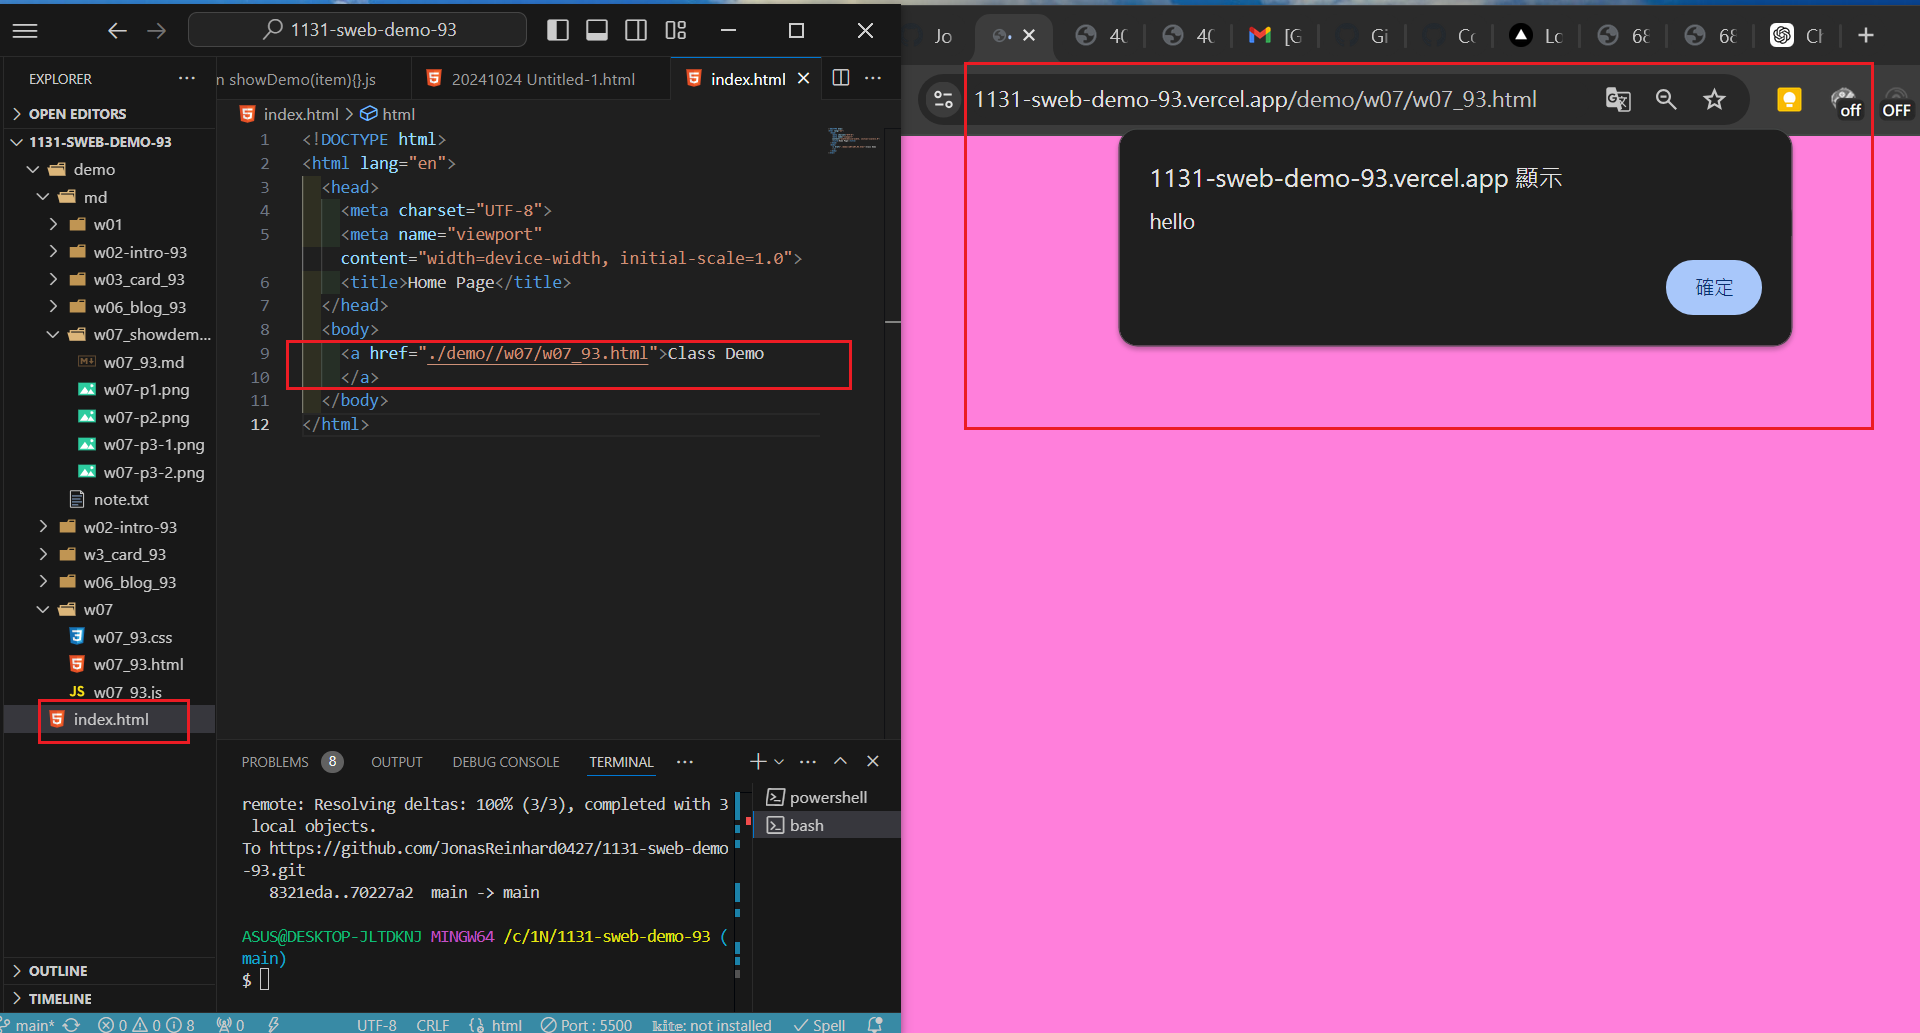 1131-sweb-demo-93
EXPLORER
n showDemo(item){}.js
20241024 Untitled-1.html
index.html
OPEN EDITORS
1131-SWEB-DEMO-93
demo
md
w01
w02-intro-93
w03_card_93
w06_blog_93
w07_showdem...
w07_93.md
w07-p1.png
w07-p2.png
w07-p3-1.png
w07-p3-2.png
note.txt
w02-intro-93
w3_card_93
w06_blog_93
w07
w07_93.css
w07_93.html
JS w07_93.js
index.html
OUTLINE
TIMELINE
index.html > html
1 <!DOCTYPE html>
2 <html lang="en">
3 <head>
4 <meta charset="UTF-8">
5 <meta name="viewport"
content="width=device-width, initial-scale=1.0">
6 <title>Home Page</title>
7 </head>
8 <body>
9 <a href="./demo//w07/w07_93.html">Class Demo
10 </a>
11 </body>
12 </html>
PROBLEMS 8 OUTPUT DEBUG CONSOLE TERMINAL
remote: Resolving deltas: 100% (3/3), completed with 3
local objects.
To https://github.com/JonasReinhard0427/1131-sweb-demo
-93.git
8321eda..70227a2 main -> main
ASUS@DESKTOP-JLTDKNJ MINGW64 /c/1N/1131-sweb-demo-93 (
main)
$
powershell
bash
main* 0 0 8 0 UTF-8 CRLF html Port : 5500 kite: not installed Spell
Jo 40 40 [G Gi Co Lo 68 68 Ch
1131-sweb-demo-93.vercel.app/demo/w07/w07_93.html
off OFF
1131-sweb-demo-93.vercel.app 顯示
hello
確定